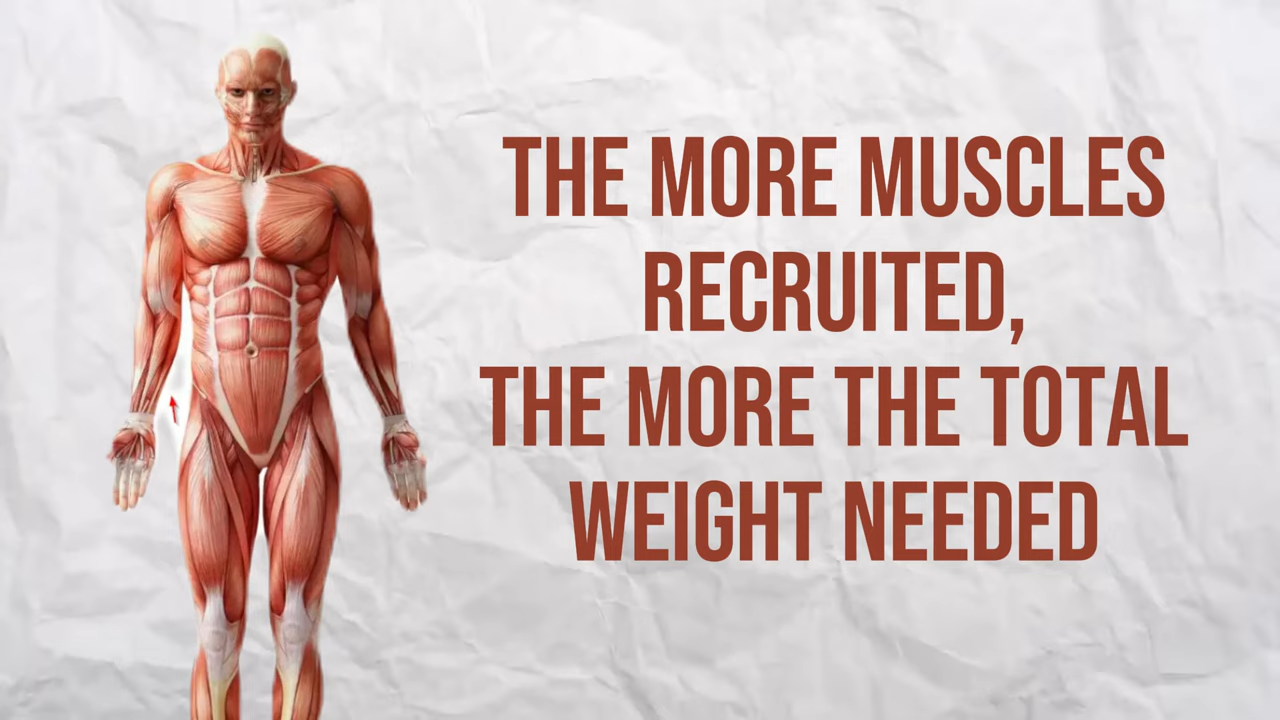 THE MORE MUSCLES
RECRUITED,
THE MORE THE TOTAL
WEIGHT NEEDED